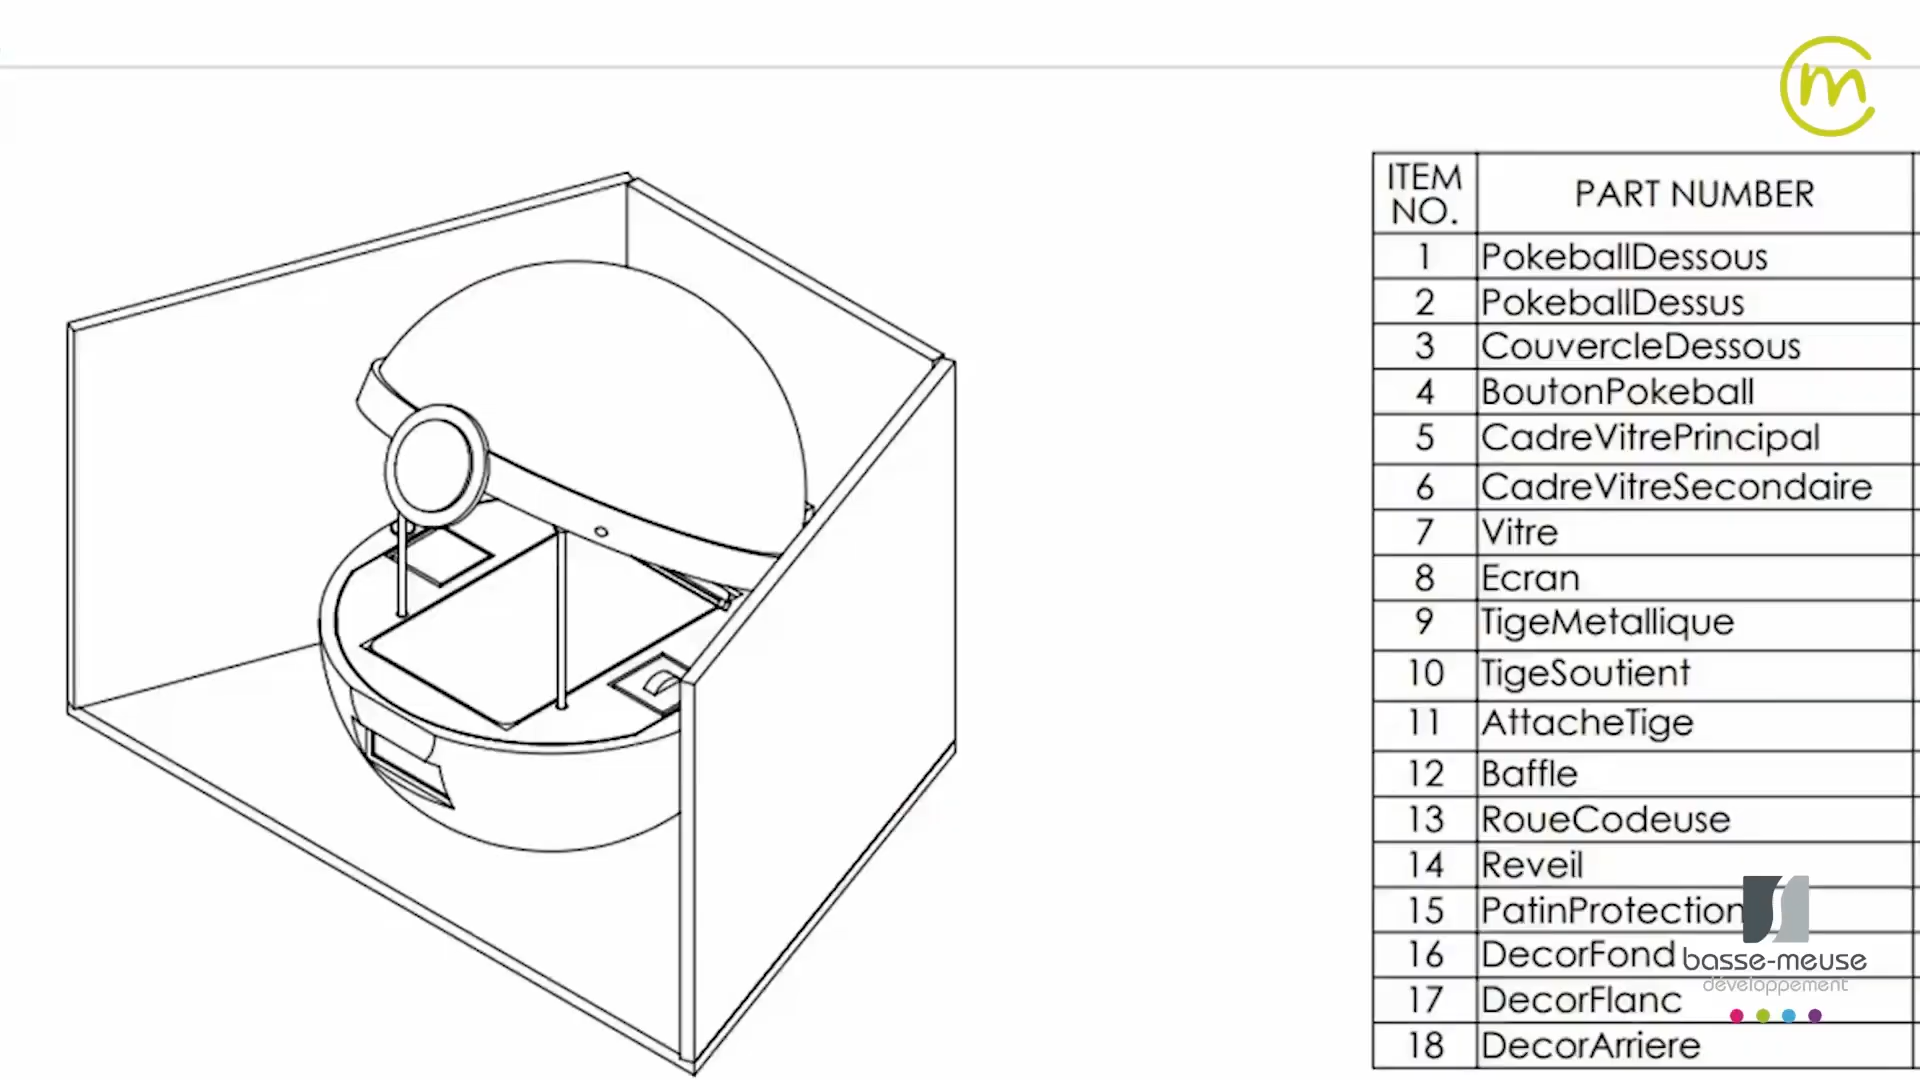 m
ITEM NO. PART NUMBER
1 PokeballDessous
2 PokeballDessus
3 CouvercleDessous
4 BoutonPokeball
5 CadreVitrePrincipal
6 CadreVitreSecondaire
7 Vitre
8 Ecran
9 TigeMetallique
10 TigeSoutient
11 AttacheTige
12 Baffle
13 RoueCodeuse
14 Reveil
15 PatinProtection
16 DecorFond
17 DecorFlanc
18 DecorArriere
basse-meuse
développement